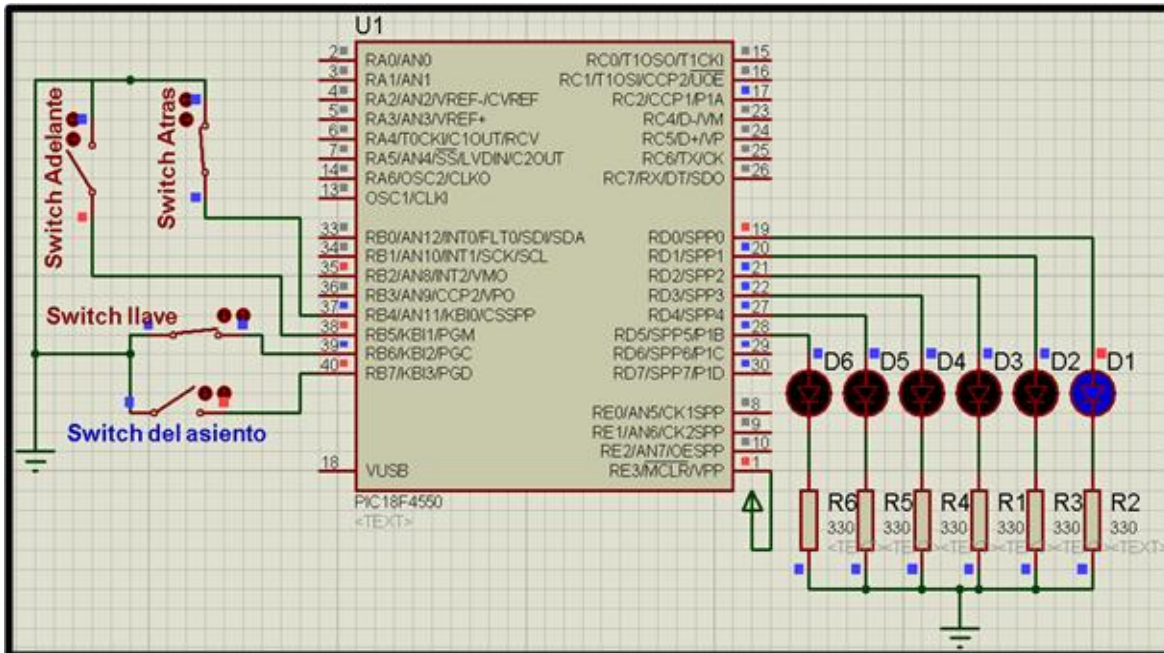 U1
2 RA0/AN0
3 RA1/AN1
4 RA2/AN2/VREF-/CVREF
5 RA3/AN3/VREF+
6 RA4/T0CKI/C1OUT/RCV
7 RA5/AN4/SS/LVDIN/C2OUT
14 RA6/OSC2/CLKO
13 OSC1/CLKI
33 RB0/AN12/INT0/FLT0/SDI/SDA
34 RB1/AN10/INT1/SCK/SCL
35 RB2/AN8/INT2/VMO
36 RB3/AN9/CCP2/VPO
37 RB4/AN11/KBI0/CSSPP
38 RB5/KBI1/PGM
39 RB6/KBI2/PGC
40 RB7/KBI3/PGD
18 VUSB
RC0/T1OSO/T1CKI 15
RC1/T1OSI/CCP2/UOE 16
RC2/CCP1/P1A 17
RC4/D-/VM 23
RC5/D+/VP 24
RC6/TX/CK 25
RC7/RX/DT/SDO 26
RD0/SPP0 19
RD1/SPP1 20
RD2/SPP2 21
RD3/SPP3 22
RD4/SPP4 27
RD5/SPP5/P1B 28
RD6/SPP6/P1C 29
RD7/SPP7/P1D 30
RE0/AN5/CK1SPP 8
RE1/AN6/CK2SPP 9
RE2/AN7/OESPP 10
RE3/MCLR/VPP 1
PIC18F4550
<TEXT>
Switch Adelante
Switch Atras
Switch llave
Switch del asiento
D6 D5 D4 D3 D2 D1
R6 R5 R4 R1 R3 R2
330 330 330 330 330 330
<TEXT> <TEXT> <TEXT> <TEXT> <TEXT> <TEXT>